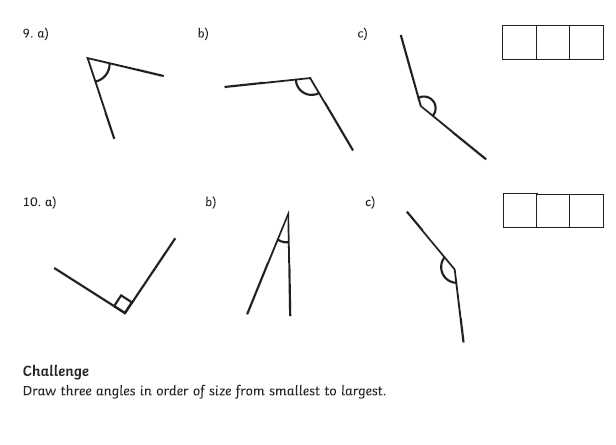 9. a)
b)
c)
10. a)
b)
c)
Challenge
Draw three angles in order of size from smallest to largest.